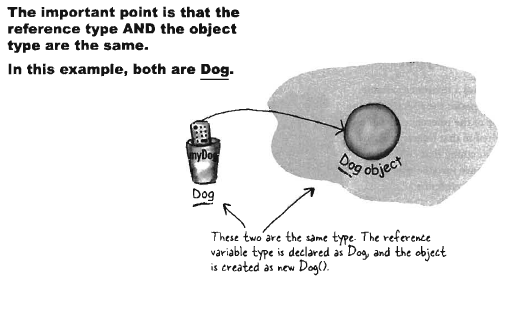 The important point is that the
reference type AND the object
type are the same.
In this example, both are Dog.
myDog
Dog
Dog object
These two are the same type. The reference
variable type is declared as Dog, and the object
is created as new Dog().